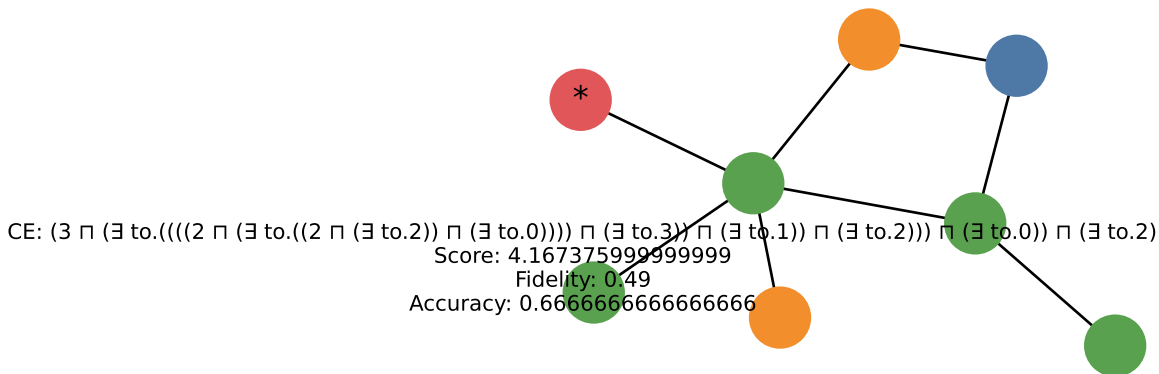 *
CE: (3 ⊓ (∃ to.((((2 ⊓ (∃ to.((2 ⊓ (∃ to.2)) ⊓ (∃ to.0)))) ⊓ (∃ to.3)) ⊓ (∃ to.1)) ⊓ (∃ to.2))) ⊓ (∃ to.0)) ⊓ (∃ to.2)
Score: 4.167375999999999
Fidelity: 0.49
Accuracy: 0.6666666666666666